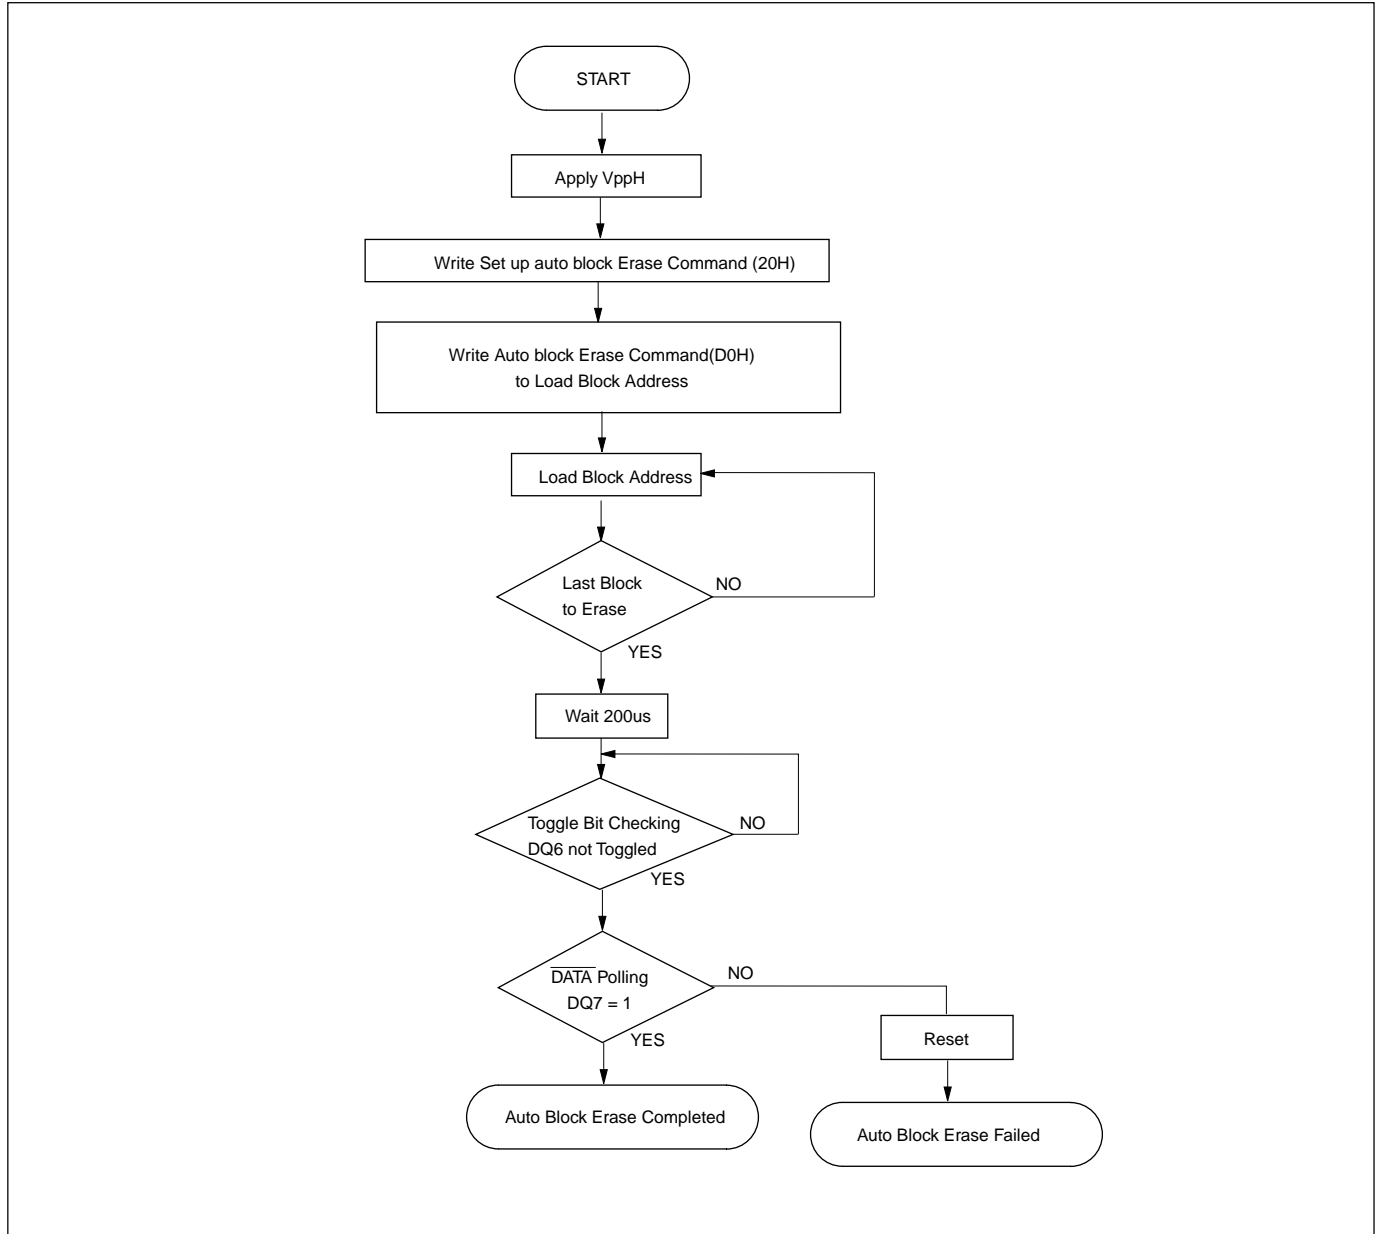 START
Apply VppH
Write Set up auto block Erase Command (20H)
Write Auto block Erase Command(D0H)
to Load Block Address
Load Block Address
Last Block
to Erase
NO
YES
Wait 200us
Toggle Bit Checking
DQ6 not Toggled
NO
YES
DATA Polling
DQ7 = 1
NO
YES
Reset
Auto Block Erase Completed
Auto Block Erase Failed